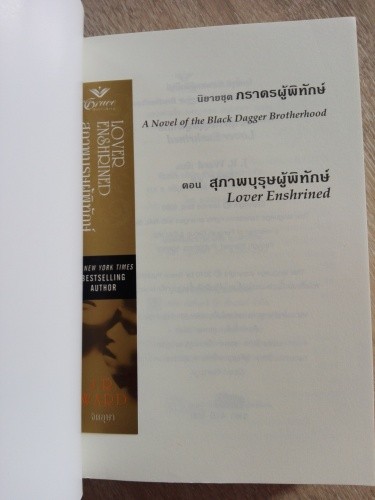 นิยายชุด ภราดรผู้พิทักษ์
A Novel of the Black Dagger Brotherhood
ตอน สุภาพบุรุษผู้พิทักษ์
Lover Enshrined
LOVER
ENSHRINED
สุภาพบุรุษผู้พิทักษ์
NEW YORK TIMES
BESTSELLING
AUTHOR